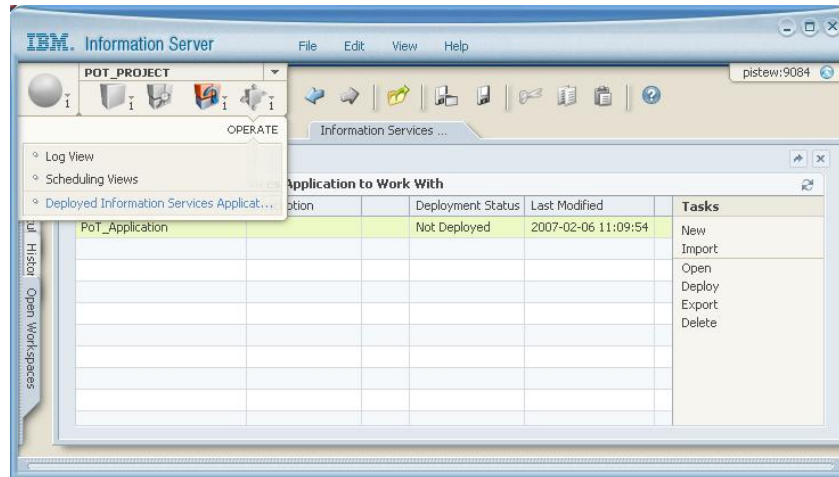 IBM. Information Server
File Edit View Help
POT_PROJECT
pistew:9084
OPERATE
Information Services ...
Log View
Scheduling Views
Deployed Information Services Applicat...
Application to Work With
Deployment Status
Last Modified
Tasks
PoT_Application
Not Deployed
2007-02-06 11:09:54
New
Import
Open
Deploy
Export
Delete
Open Workspaces